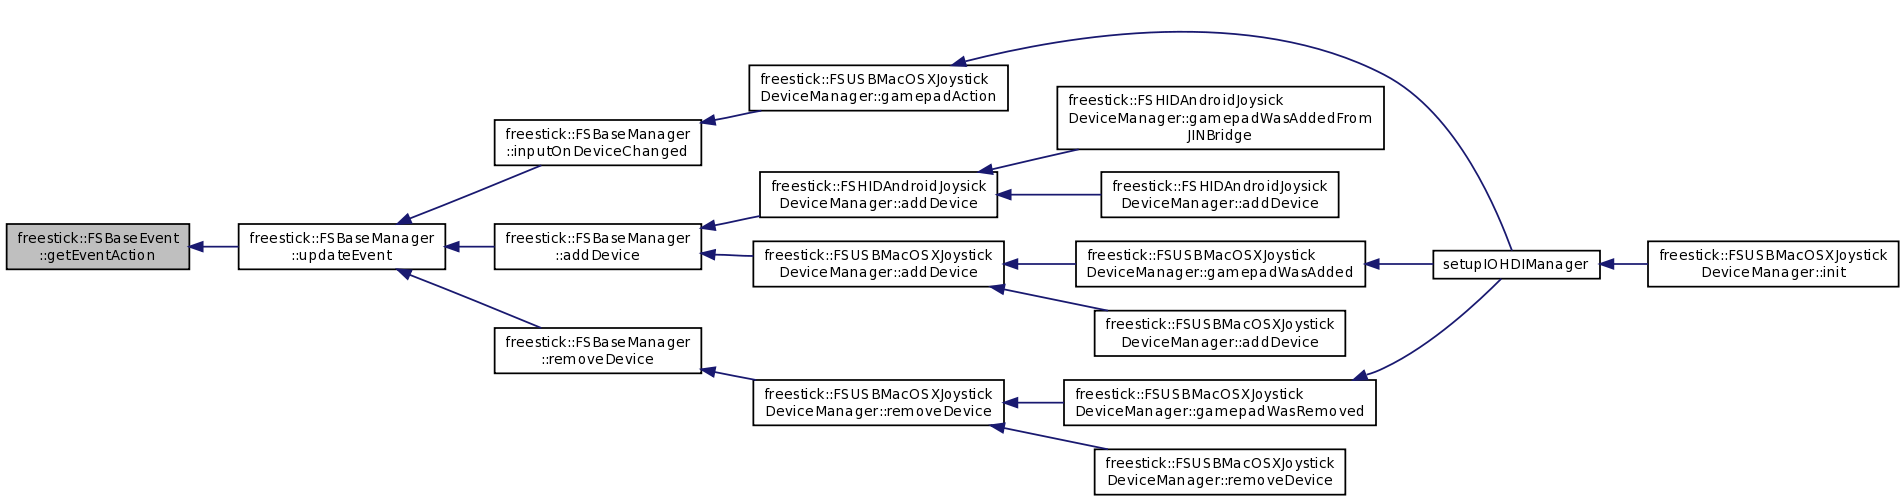 freestick::FSBaseEvent
::getEventAction
freestick::FSBaseManager
::updateEvent
freestick::FSBaseManager
::inputOnDeviceChanged
freestick::FSBaseManager
::addDevice
freestick::FSBaseManager
::removeDevice
freestick::FSUSBMacOSXJoystick
DeviceManager::gamepadAction
freestick::FSHIDAndroidJoysick
DeviceManager::addDevice
freestick::FSUSBMacOSXJoystick
DeviceManager::addDevice
freestick::FSUSBMacOSXJoystick
DeviceManager::removeDevice
freestick::FSHIDAndroidJoysick
DeviceManager::gamepadWasAddedFrom
JINBridge
freestick::FSHIDAndroidJoysick
DeviceManager::addDevice
freestick::FSUSBMacOSXJoystick
DeviceManager::gamepadWasAdded
freestick::FSUSBMacOSXJoystick
DeviceManager::addDevice
freestick::FSUSBMacOSXJoystick
DeviceManager::gamepadWasRemoved
freestick::FSUSBMacOSXJoystick
DeviceManager::removeDevice
setupIOHDIManager
freestick::FSUSBMacOSXJoystick
DeviceManager::init